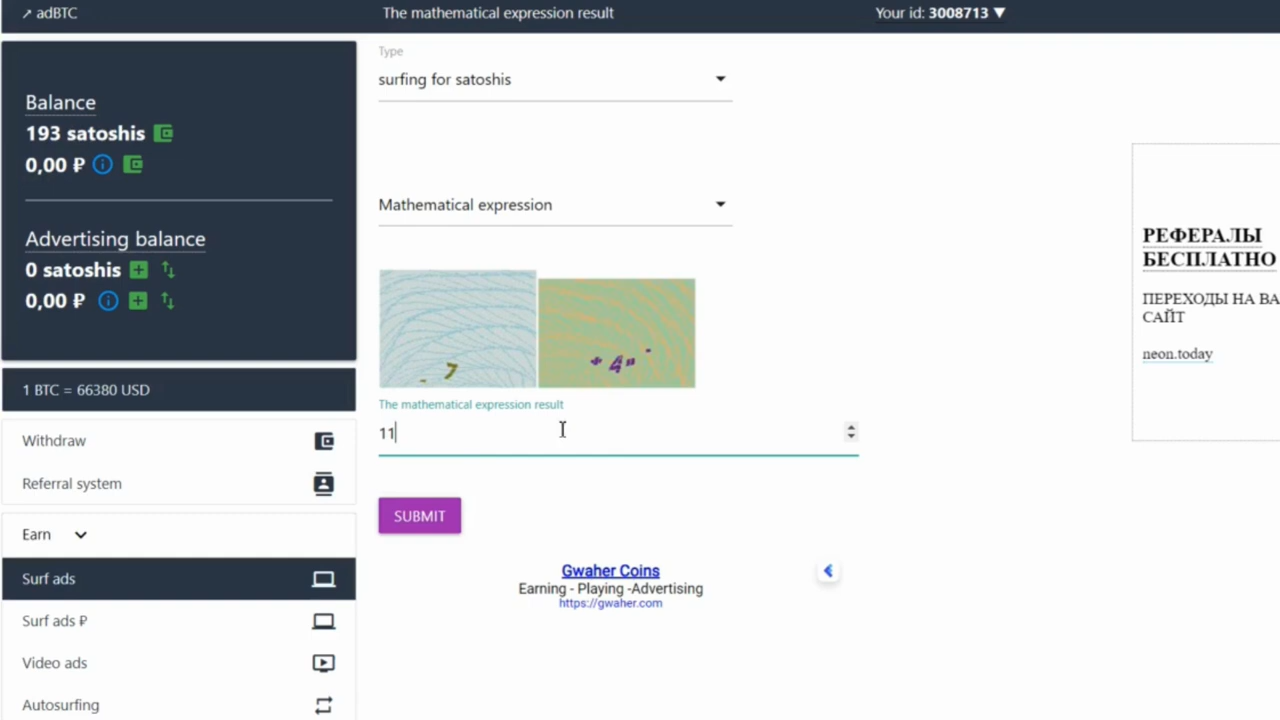 ↗ adBTC
The mathematical expression result
Your id: 3008713 ▼
Balance
193 satoshis
0,00 ₽
Advertising balance
0 satoshis
0,00 ₽
1 BTC = 66380 USD
Withdraw
Referral system
Earn
Surf ads
Surf ads ₽
Video ads
Autosurfing
Type
surfing for satoshis
Mathematical expression
7
+ 4 =
The mathematical expression result
11
SUBMIT
Gwaher Coins
Earning - Playing -Advertising
https://gwaher.com
РЕФЕРАЛЫ
БЕСПЛАТНО
ПЕРЕХОДЫ НА ВА
САЙТ
neon.today